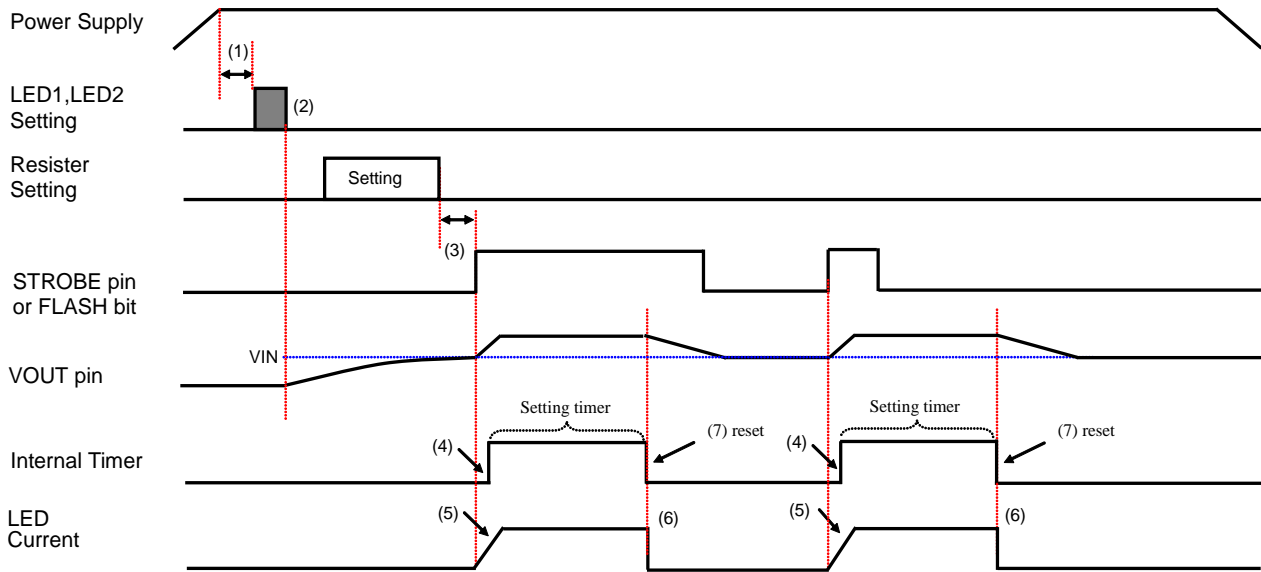 Power Supply
(1)
LED1,LED2
Setting
(2)
Resister
Setting
Setting
(3)
STROBE pin
or FLASH bit
VIN
VOUT pin
Setting timer
Setting timer
(4)
(7) reset
(4)
(7) reset
Internal Timer
LED
Current
(5)
(6)
(5)
(6)